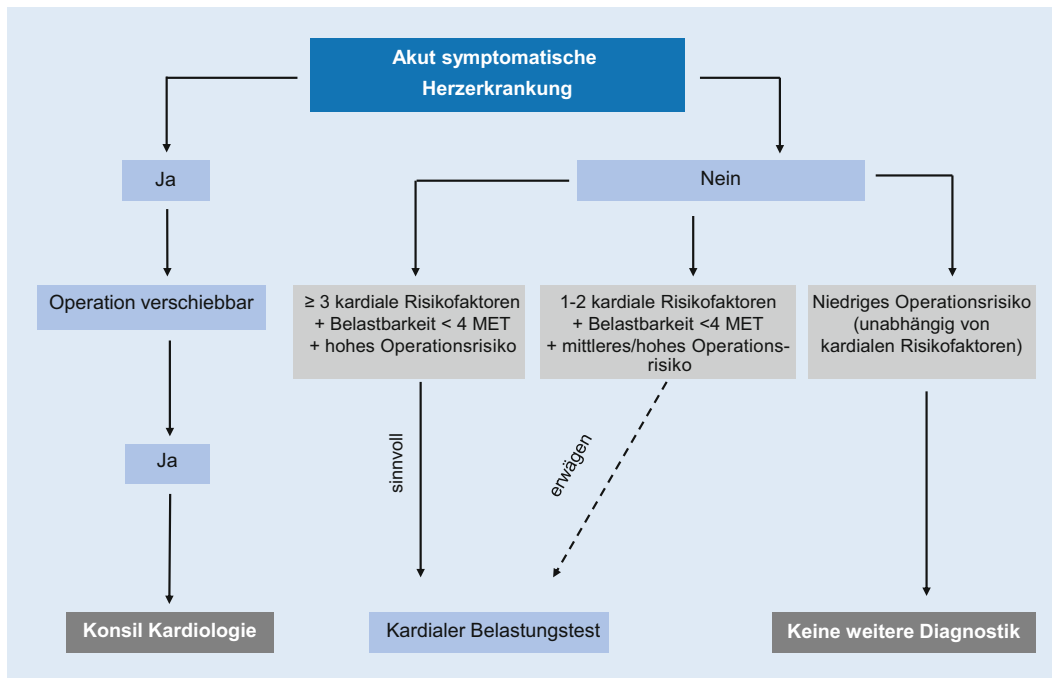 Akut symptomatische
Herzerkrankung
Ja
Nein
Operation verschiebbar
≥ 3 kardiale Risikofaktoren
+ Belastbarkeit < 4 MET
+ hohes Operationsrisiko
1-2 kardiale Risikofaktoren
+ Belastbarkeit <4 MET
+ mittleres/hohes Operations-
risiko
Niedriges Operationsrisiko
(unabhängig von
kardialen Risikofaktoren)
Ja
sinnvoll
erwägen
Konsil Kardiologie
Kardialer Belastungstest
Keine weitere Diagnostik